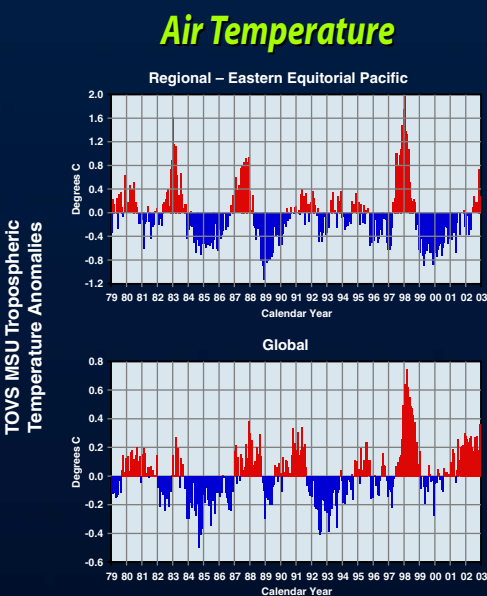 Air Temperature
TOVS MSU Tropospheric
Temperature Anomalies
Regional – Eastern Equitorial Pacific
Degrees C
2.0
1.6
1.2
0.8
0.4
0.0
-0.4
-0.8
-1.2
79 80 81 82 83 84 85 86 87 88 89 90 91 92 93 94 95 96 97 98 99 00 01 02 03
Calendar Year
Global
Degrees C
0.8
0.6
0.4
0.2
0.0
-0.2
-0.4
-0.6
79 80 81 82 83 84 85 86 87 88 89 90 91 92 93 94 95 96 97 98 99 00 01 02 03
Calendar Year